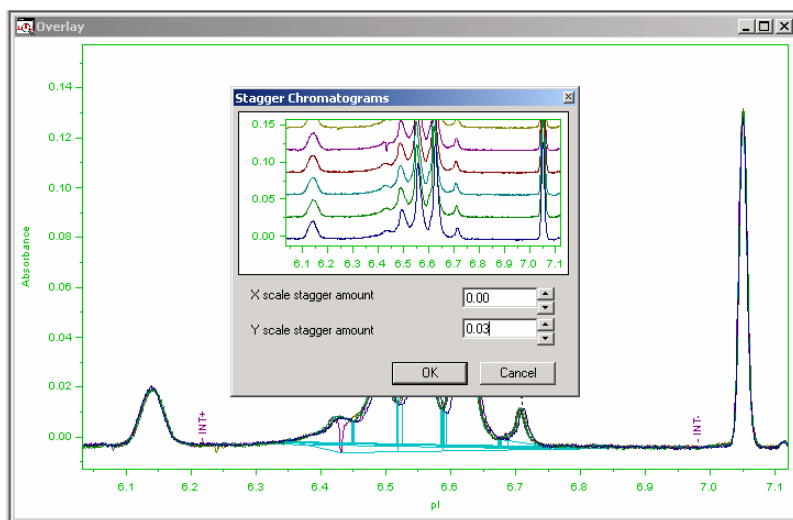 Overlay
0.14
0.12
0.10
0.08
0.06
0.04
0.02
0.00
Absorbance
Stagger Chromatograms
0.15
0.10
0.05
0.00
6.1 6.2 6.3 6.4 6.5 6.6 6.7 6.8 6.9 7.0 7.1
X scale stagger amount 0.00
Y scale stagger amount 0.03
OK Cancel
- INT+
- INT-
6.1 6.2 6.3 6.4 6.5 6.6 6.7 6.8 6.9 7.0 7.1
pI